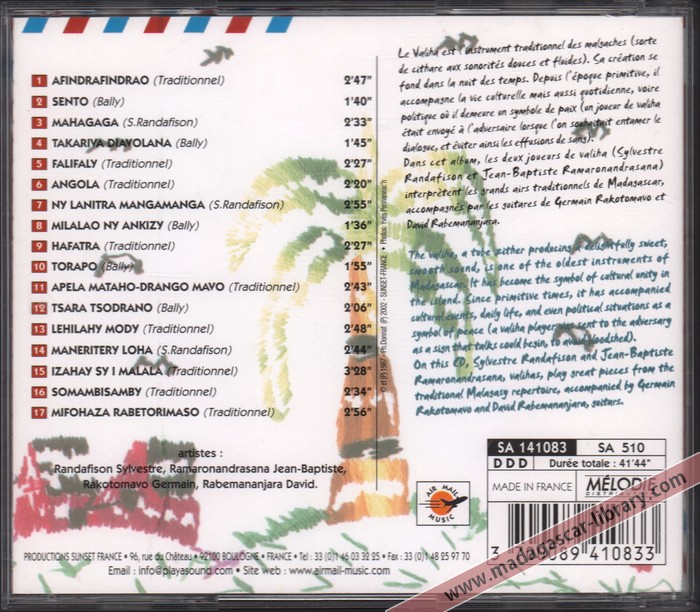 1 AFINDRAFINDRAO (Traditionnel) 2'47"
2 SENTO (Bally) 1'40"
3 MAHAGAGA (S.Randafison) 2'33"
4 TAKARIVA DIAVOLANA (Bally) 1'45"
5 FALIFALY (Traditionnel) 2'27"
6 ANGOLA (Traditionnel) 2'20"
7 NY LANITRA MANGAMANGA (S.Randafison) 2'55"
8 MILALAO NY ANKIZY (Bally) 1'36"
9 HAFATRA (Traditionnel) 2'27"
10 TORAPO (Bally) 1'55"
11 APELA MATAHO-DRANGO MAVO (Traditionnel) 2'43"
12 TSARA TSODRANO (Bally) 2'06"
13 LEHILAHY MODY (Traditionnel) 2'48"
14 MANERITERY LOHA (S.Randafison) 2'44"
15 IZAHAY SY I MALALA (Traditionnel) 3'28"
16 SOMAMBISAMBY (Traditionnel) 2'34"
17 MIFOHAZA RABETORIMASO (Traditionnel) 2'56"
artistes :
Randafison Sylvestre, Ramaronandrasana Jean-Baptiste,
Rakotomavo Germain, Rabemananjara David.
© et (P) 1987 - Ph.Donnat (P) 2002 - SUNSET-FRANCE • Photos: Yves
Le Valiha est l'instrument traditionnel des malgaches (sorte
de cithare aux sonorités douces et fluides). Sa création se
fond dans la nuit des temps. Depuis l'époque primitive, il
accompagne la vie culturelle mais aussi quotidienne, voire
politique où il demeure un symbole de paix (un joueur de valiha
était envoyé à l'adversaire lorsque l'on souhaitait entamer le
dialogue, et éviter ainsi les effusions de sang).
Dans cet album, les deux joueurs de valiha (Sylvestre
Randafison et Jean-Baptiste Ramaronandrasana)
interprètent les grands airs traditionnels de Madagascar,
accompagnés par les guitares de Germain Rakotomavo et
David Rabemananjara.
The valiha, a tube zither producing a delightfully sweet,
smooth sound, is one of the oldest instruments of
Madagascar. It has become the symbol of cultural unity in
the island. Since primitive times, it has accompanied
cultural events, daily life, and even political situations as a
symbol of peace (a valiha player was sent to the adversary
as a sign that talks could begin, to avoid bloodshed).
On this CD, Sylvestre Randafison and Jean-Baptiste
Ramaronandrasana, valihas, play great pieces from the
traditional Malagasy repertoire, accompanied by Germain
Rakotomavo and David Rabemananjara, guitars.
AIR MAIL
MUSIC
SA 141083 SA 510
DDD Durée totale : 41'44"
MADE IN FRANCE MÉLODIE
410833
PRODUCTIONS SUNSET FRANCE • 96, rue du Château • 92100 BOULOGNE • FRANCE • Tel : 33 (0)1 46 03 32 25 • Fax : 33 (0)1 48 25 97 70
Email : info@playasound.com • Site web : www.airmail-music.com
www.madagascar-library.com